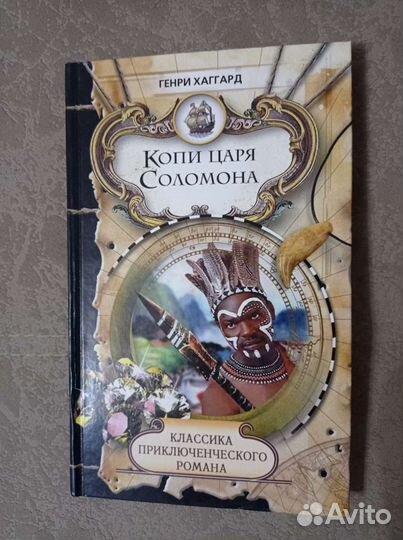 ГЕНРИ ХАГГАРД
КОПИ ЦАРЯ
СОЛОМОНА
КЛАССИКА
ПРИКЛЮЧЕНЧЕСКОГО
РОМАНА
Avito